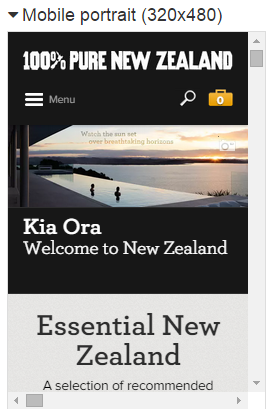 Mobile portrait (320x480)
100% PURE NEW ZEALAND
Menu
0
Watch the sun set
over breathtaking horizons
Kia Ora
Welcome to New Zealand
Essential New
Zealand
A selection of recommended